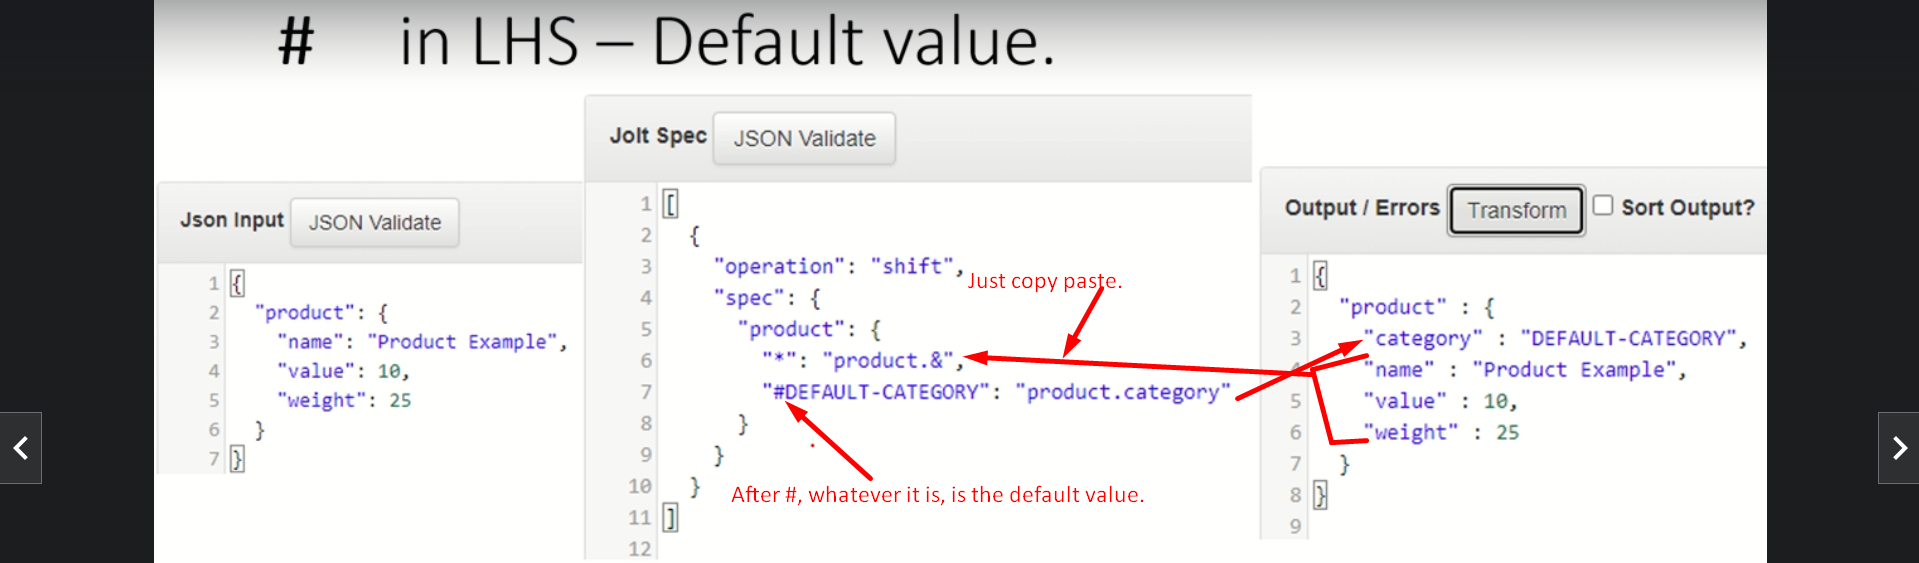 # in LHS – Default value.
Json Input JSON Validate
1 {
2 "product": {
3 "name": "Product Example",
4 "value": 10,
5 "weight": 25
6 }
7 }
Jolt Spec JSON Validate
1 [
2 {
3 "operation": "shift",
4 "spec": {
5 "product": {
6 "*": "product.&",
7 "#DEFAULT-CATEGORY": "product.category"
8 }
9 }
10 }
11 ]
12
Just copy paste.
After #, whatever it is, is the default value.
Output / Errors Transform Sort Output?
1 {
2 "product" : {
3 "category" : "DEFAULT-CATEGORY",
4 "name" : "Product Example",
5 "value" : 10,
6 "weight" : 25
7 }
8 }
9